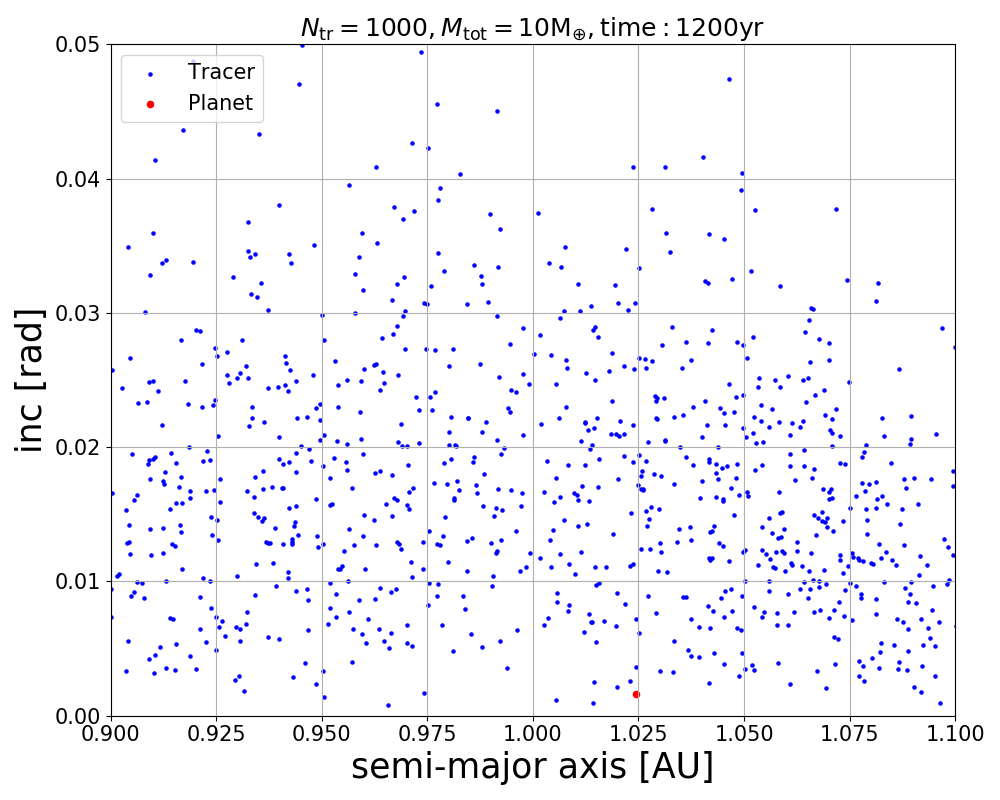 N_tr = 1000, M_tot = 10M_⊕, time : 1200yr
Tracer
Planet
0.05
0.04
0.03
0.02
0.01
0.00
inc [rad]
0.900 0.925 0.950 0.975 1.000 1.025 1.050 1.075 1.100
semi-major axis [AU]